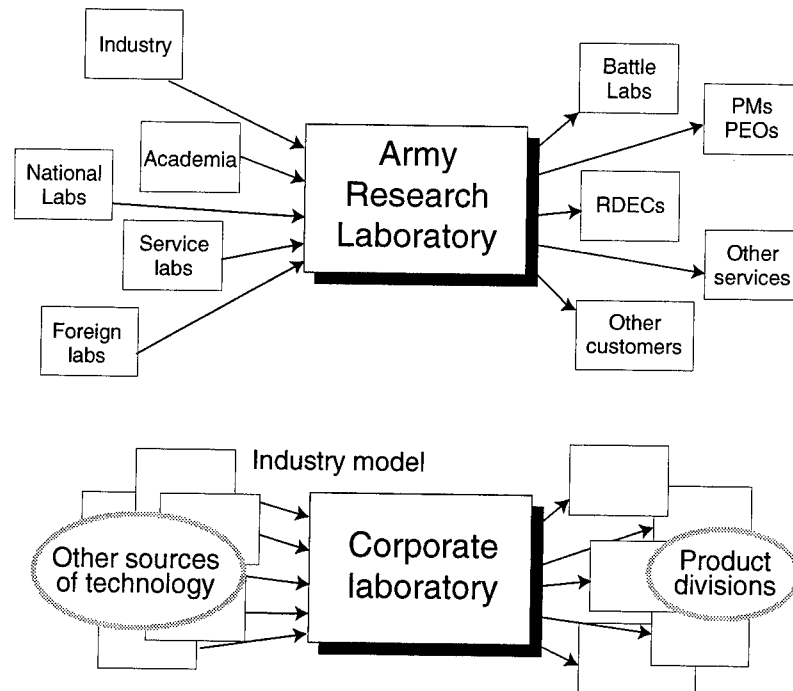 Industry
Academia
National
Labs
Service
labs
Foreign
labs
Army
Research
Laboratory
Battle
Labs
PMs
PEOs
RDECs
Other
services
Other
customers
Industry model
Other sources
of technology
Corporate
laboratory
Product
divisions